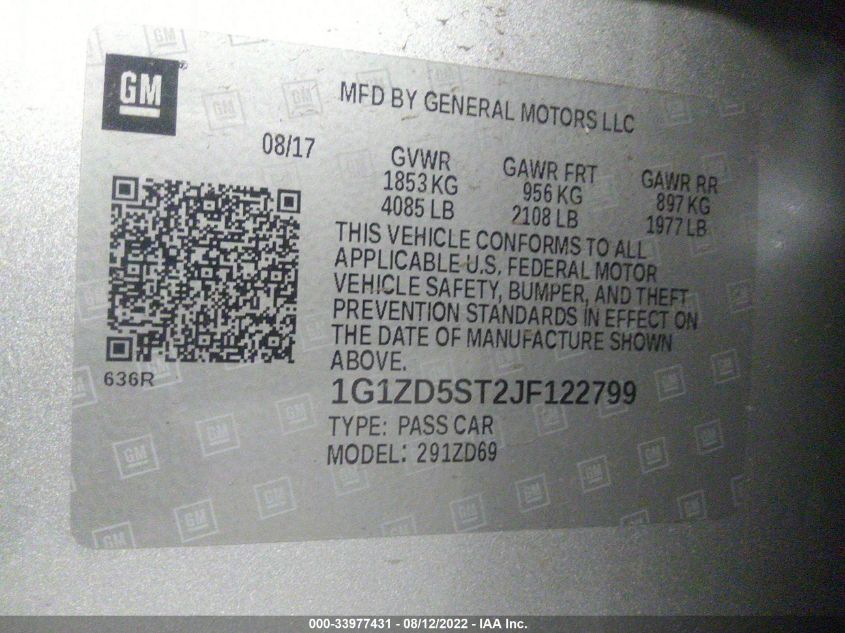 GM
MFD BY GENERAL MOTORS LLC
08/17
GVWR GAWR FRT GAWR RR
1853 KG 956 KG 897 KG
4085 LB 2108 LB 1977 LB
THIS VEHICLE CONFORMS TO ALL
APPLICABLE U.S. FEDERAL MOTOR
VEHICLE SAFETY, BUMPER, AND THEFT
PREVENTION STANDARDS IN EFFECT ON
THE DATE OF MANUFACTURE SHOWN
ABOVE.
636R
1G1ZD5ST2JF122799
TYPE: PASS CAR
MODEL: 291ZD69
000-33977431 - 08/12/2022 - IAA Inc.